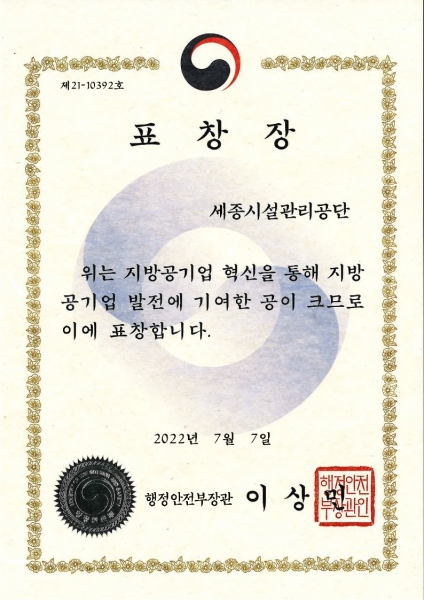 제21-10392호
표 창 장
세종시설관리공단
위는 지방공기업 혁신을 통해 지방
공기업 발전에 기여한 공이 크므로
이에 표창합니다.
2022년 7월 7일
행정안전부장관 이 상 민
행정안전
부장관인